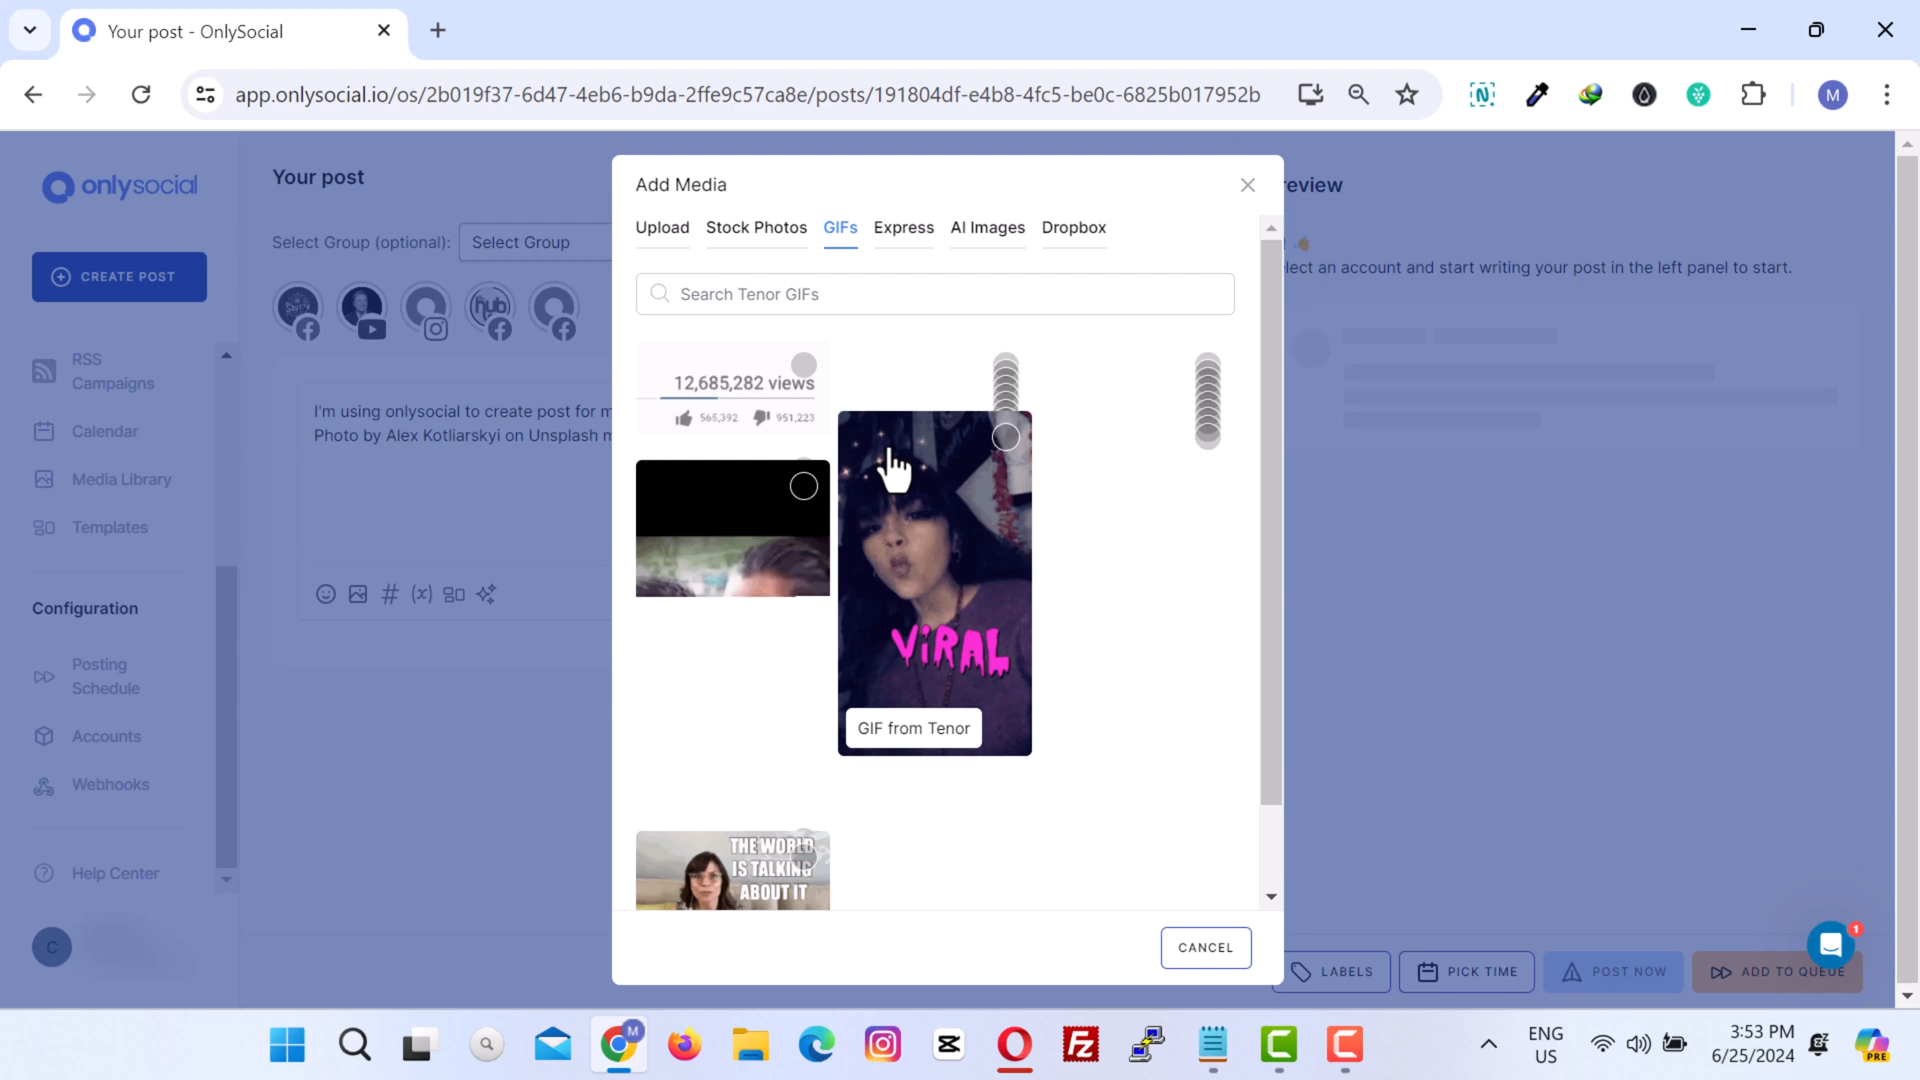 Your post - OnlySocial
app.onlysocial.io/os/2b019f37-6d47-4eb6-b9da-2ffe9c57ca8e/posts/191804df-e4b8-4fc5-be0c-6825b017952b
M
onlysocial
CREATE POST
RSS
Campaigns
Calendar
Media Library
Templates
Configuration
Posting
Schedule
Accounts
Webhooks
Help Center
C
Your post
Select Group (optional):
Select Group
hub
I'm using onlysocial to create post for m
Photo by Alex Kotliarskyi on Unsplash m
Add Media
Upload
Stock Photos
GIFs
Express
AI Images
Dropbox
Search Tenor GIFs
12,685,282 views
565,392
951,223
ViRAL
GIF from Tenor
THE WORLD
IS TALKING
ABOUT IT
CANCEL
review
lect an account and start writing your post in the left panel to start.
1
LABELS
PICK TIME
POST NOW
ADD TO QUEUE
M
Fz
ENG
US
3:53 PM
6/25/2024
PRE